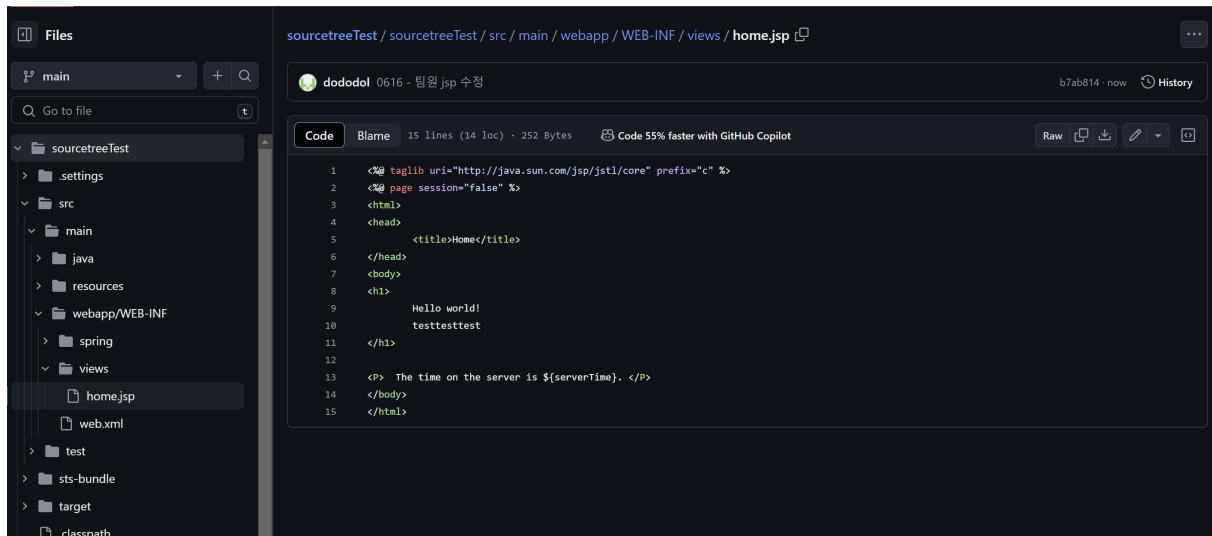 Files
main
Go to file
t
sourcetreeTest
.settings
src
main
java
resources
webapp/WEB-INF
spring
views
home.jsp
web.xml
test
sts-bundle
target
.classpath
sourcetreeTest / sourcetreeTest / src / main / webapp / WEB-INF / views / home.jsp
dododol 0616 - 팀원 jsp 수정 b7ab814 · now History
Code Blame 15 lines (14 loc) · 252 Bytes Code 55% faster with GitHub Copilot Raw
1 <%@ taglib uri="http://java.sun.com/jsp/jstl/core" prefix="c" %>
2 <%@ page session="false" %>
3 <html>
4 <head>
5 <title>Home</title>
6 </head>
7 <body>
8 <h1>
9 Hello world!
10 testtesttest
11 </h1>
12
13 <P>  The time on the server is ${serverTime}. </P>
14 </body>
15 </html>